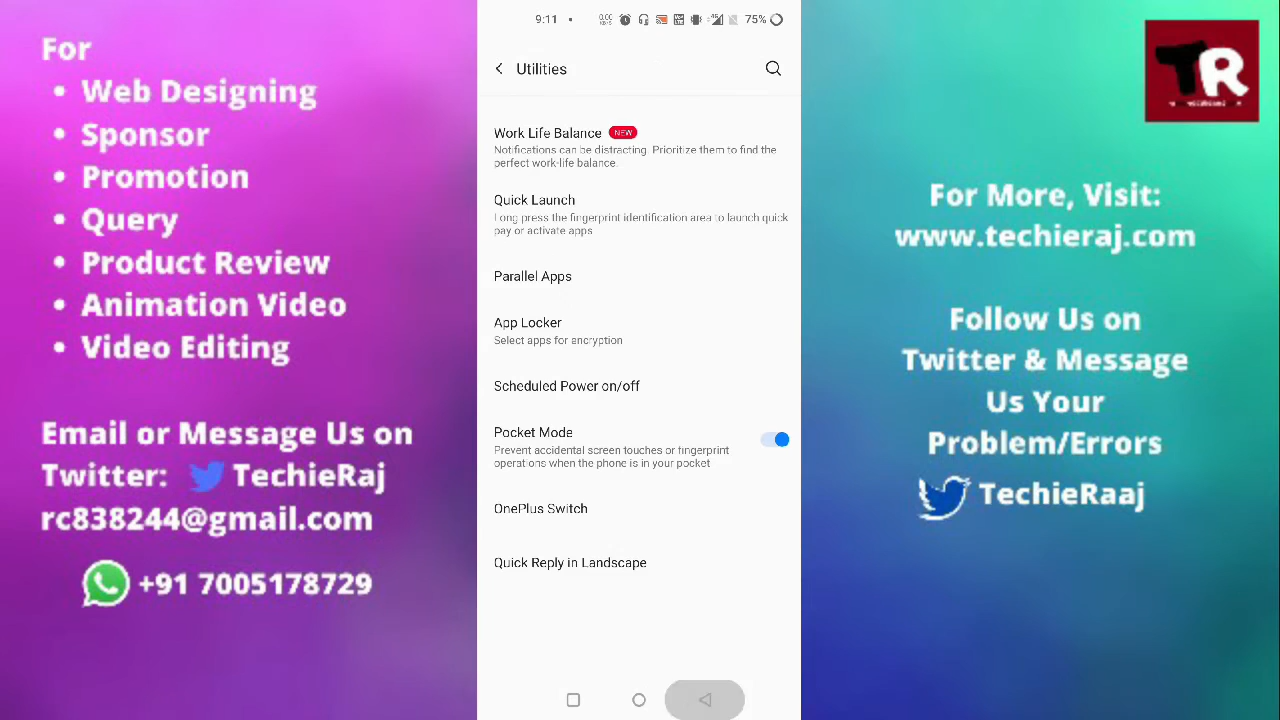 For
• Web Designing
• Sponsor
• Promotion
• Query
• Product Review
• Animation Video
• Video Editing
Email or Message Us on
Twitter: TechieRaj
rc838244@gmail.com
+91 7005178729
9:11
0.00
KB/S
75%
Utilities
Work Life Balance NEW
Notifications can be distracting. Prioritize them to find the
perfect work-life balance.
Quick Launch
Long press the fingerprint identification area to launch quick
pay or activate apps
Parallel Apps
App Locker
Select apps for encryption
Scheduled Power on/off
Pocket Mode
Prevent accidental screen touches or fingerprint
operations when the phone is in your pocket
OnePlus Switch
Quick Reply in Landscape
TR
For More, Visit:
www.techieraj.com
Follow Us on
Twitter & Message
Us Your
Problem/Errors
TechieRaaj